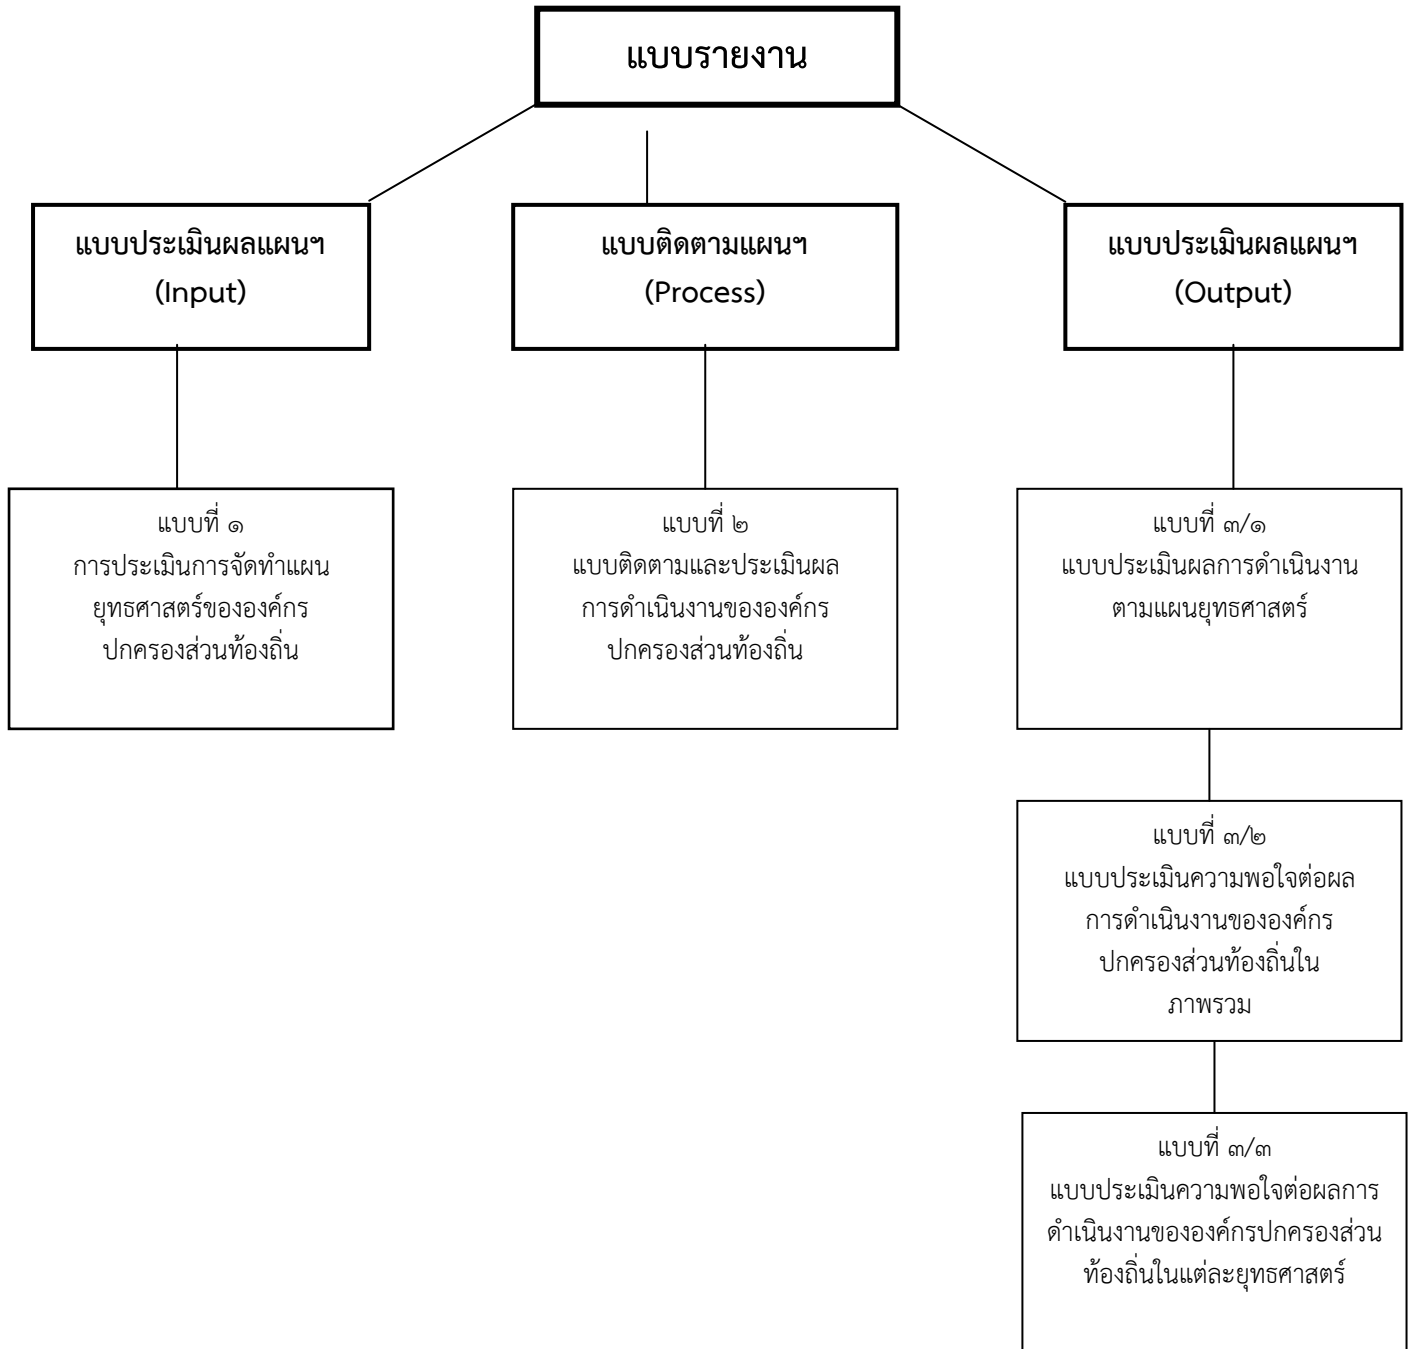 แบบรายงาน
แบบประเมินผลแผนฯ
(Input)
แบบติดตามแผนฯ
(Process)
แบบประเมินผลแผนฯ
(Output)
แบบที่ ๑
การประเมินการจัดทำแผน
ยุทธศาสตร์ขององค์กร
ปกครองส่วนท้องถิ่น
แบบที่ ๒
แบบติดตามและประเมินผล
การดำเนินงานขององค์กร
ปกครองส่วนท้องถิ่น
แบบที่ ๓/๑
แบบประเมินผลการดำเนินงาน
ตามแผนยุทธศาสตร์
แบบที่ ๓/๒
แบบประเมินความพอใจต่อผล
การดำเนินงานขององค์กร
ปกครองส่วนท้องถิ่นใน
ภาพรวม
แบบที่ ๓/๓
แบบประเมินความพอใจต่อผลการ
ดำเนินงานขององค์กรปกครองส่วน
ท้องถิ่นในแต่ละยุทธศาสตร์